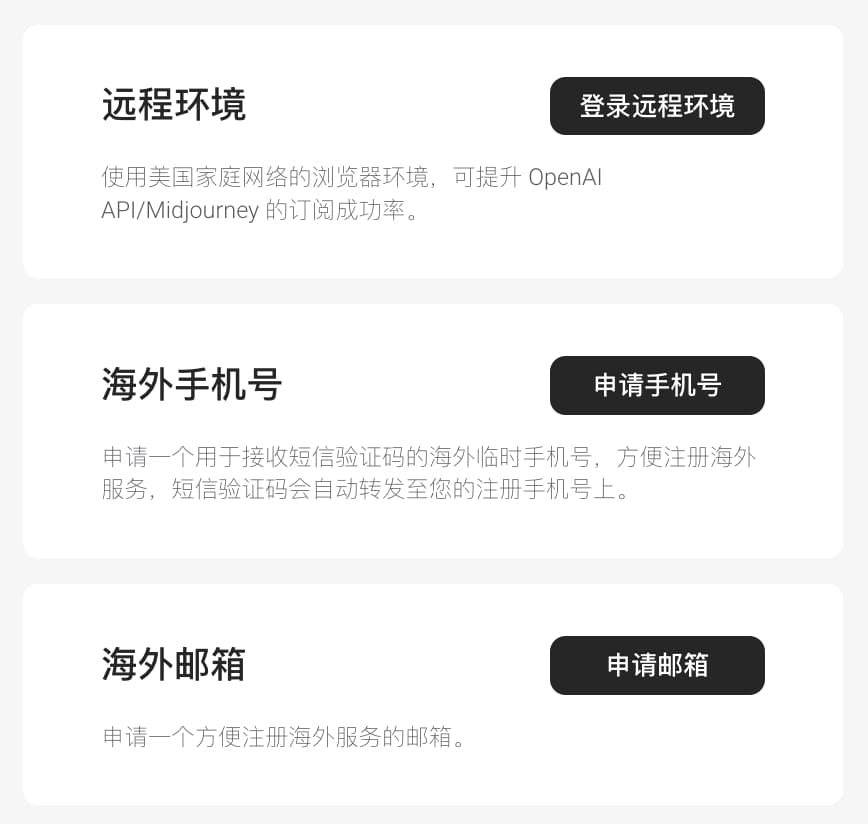 远程环境
登录远程环境
使用美国家庭网络的浏览器环境，可提升 OpenAI
API/Midjourney 的订阅成功率。
海外手机号
申请手机号
申请一个用于接收短信验证码的海外临时手机号，方便注册海外
服务，短信验证码会自动转发至您的注册手机号上。
海外邮箱
申请邮箱
申请一个方便注册海外服务的邮箱。